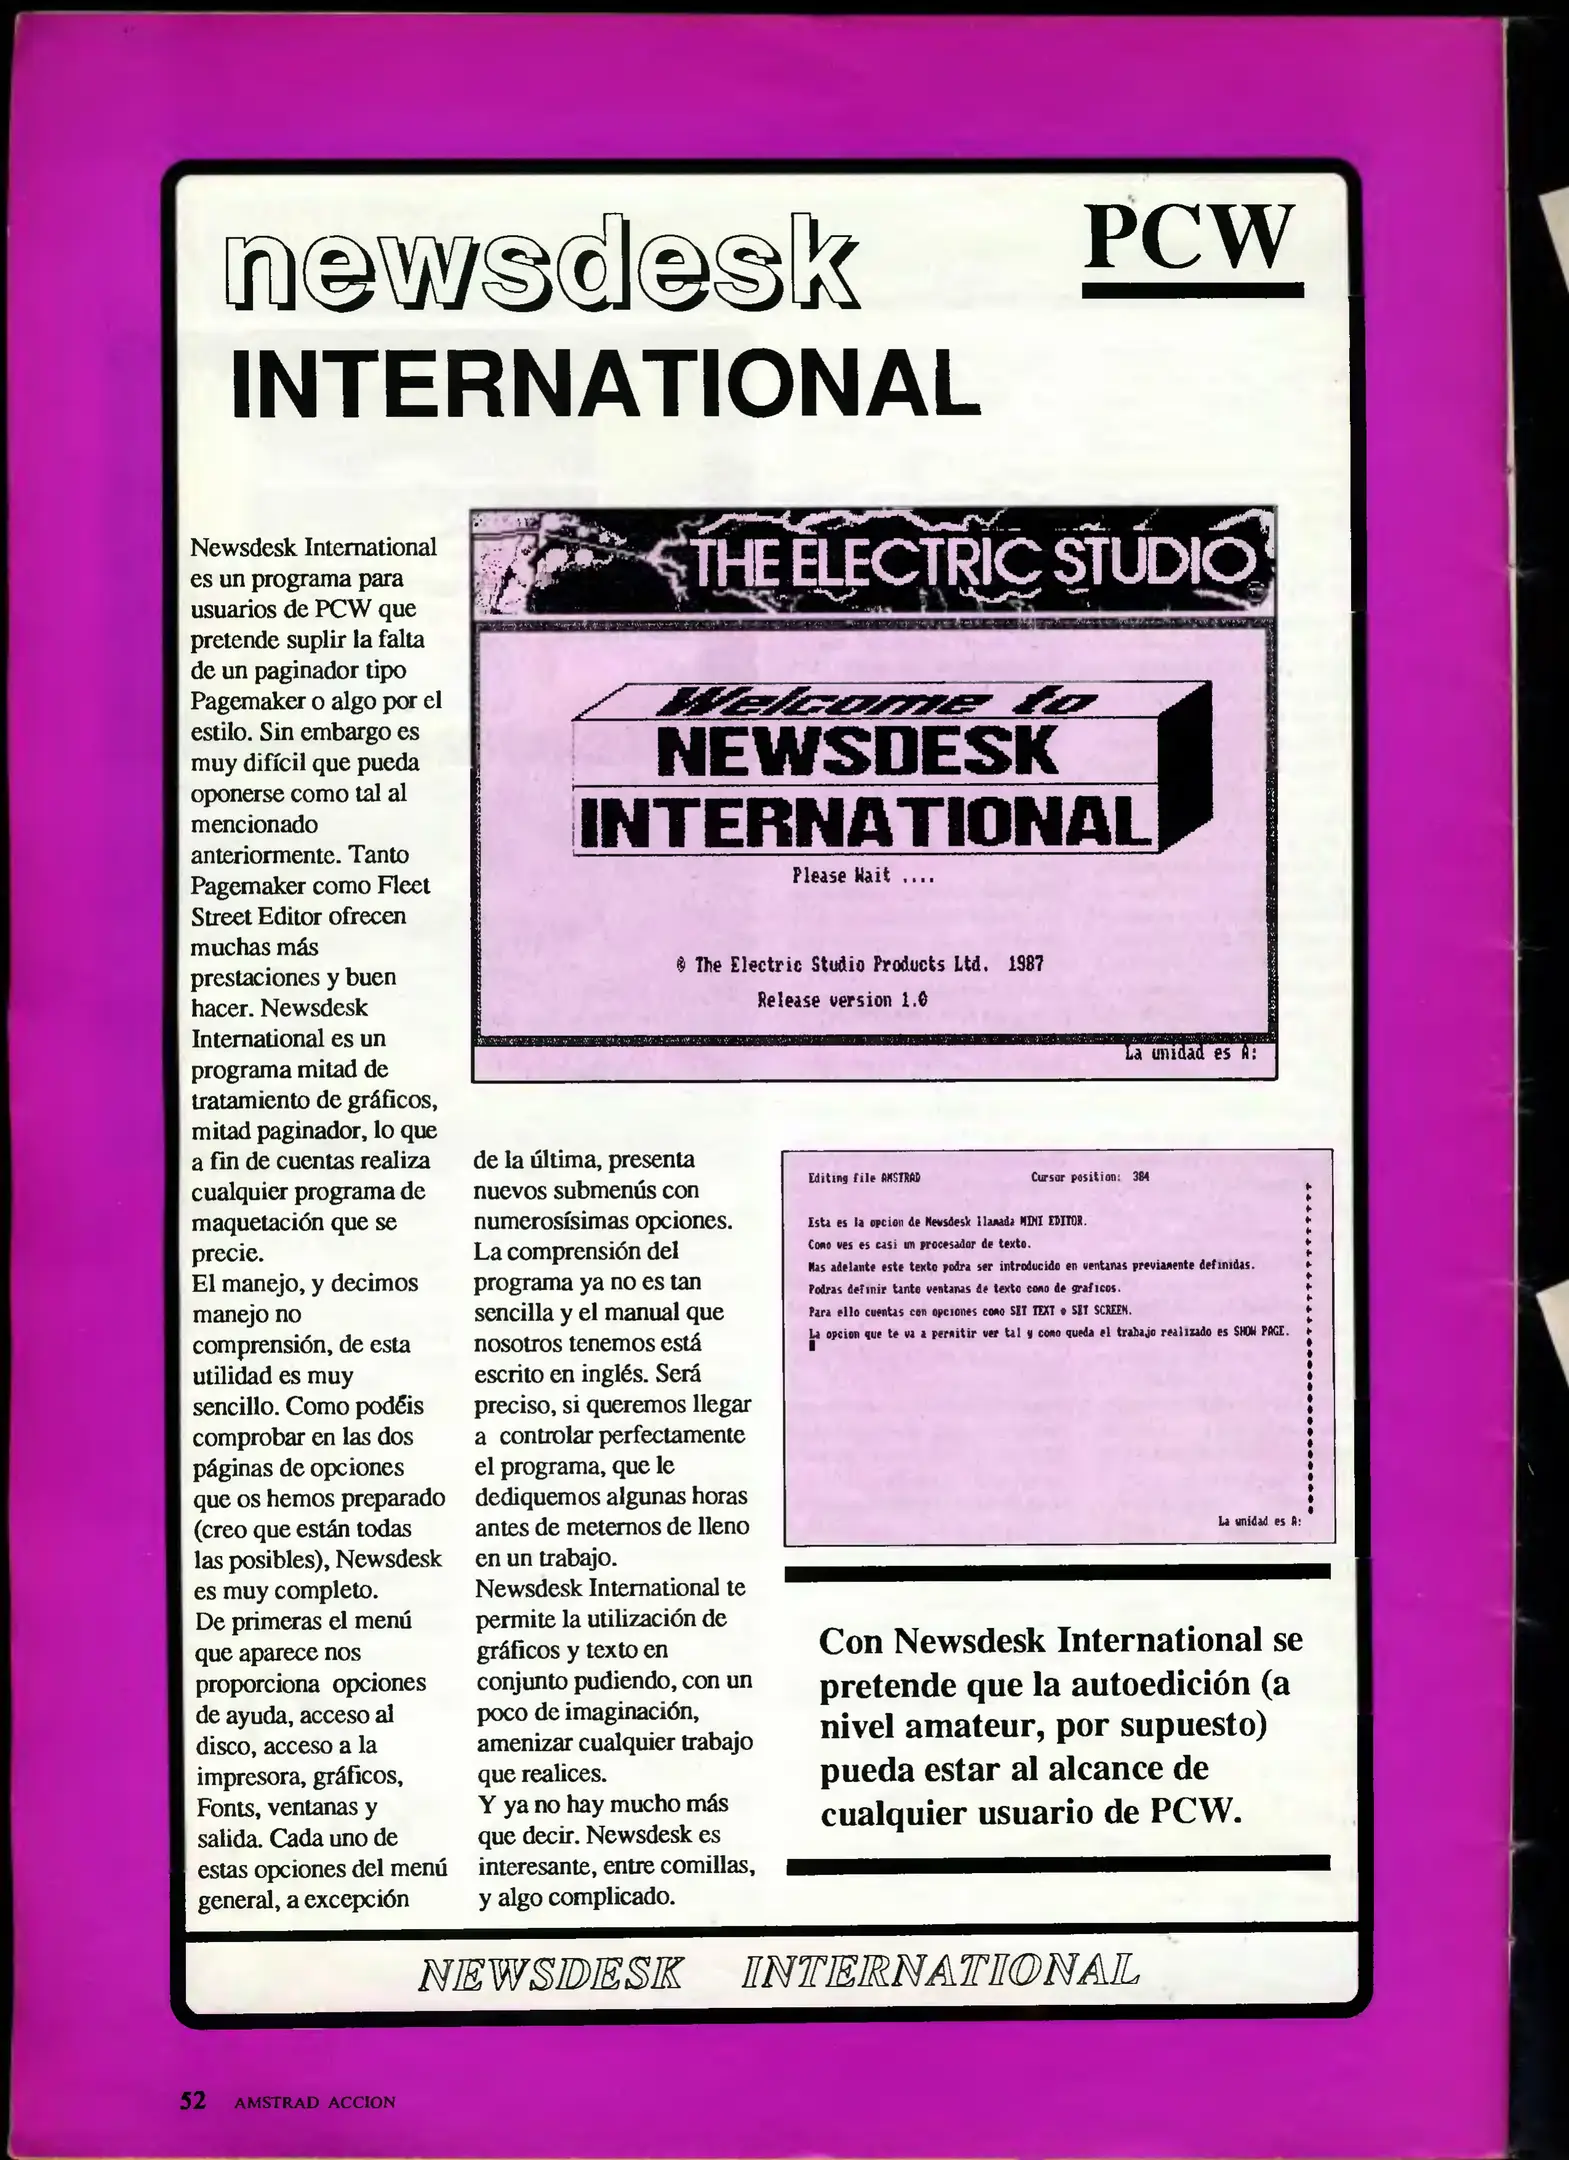 newsdesk
INTERNATIONAL
PCW
Newsdesk International
es un programa para
usuarios de PCW que
pretende suplir la falta
de un paginador tipo
Pagemaker o algo por el
estilo. Sin embargo es
muy difícil que pueda
oponerse como tal al
mencionado
anteriormente. Tanto
Pagemaker como Fleet
Street Editor ofrecen
muchas más
prestaciones y buen
hacer. Newsdesk
International es un
programa mitad de
tratamiento de gráficos,
mitad paginador, lo que
a fin de cuentas realiza
cualquier programa de
maquetación que se
precie.
El manejo, y decimos
manejo no
comprensión, de esta
utilidad es muy
sencillo. Como podéis
comprobar en las dos
páginas de opciones
que os hemos preparado
(creo que están todas
las posibles), Newsdesk
es muy completo.
De primeras el menú
que aparece nos
proporciona opciones
de ayuda, acceso al
disco, acceso a la
impresora, gráficos,
Fonts, ventanas y
salida. Cada uno de
estas opciones del menú
general, a excepción
THE ELECTRIC STUDIO
Welcome to
NEWSDESK
INTERNATIONAL
Please Wait ....
© The Electric Studio Products Ltd. 1987
Release version 1.0
La unidad es A:
de la última, presenta
nuevos submenús con
numerosísimas opciones.
La comprensión del
programa ya no es tan
sencilla y el manual que
nosotros tenemos está
escrito en inglés. Será
preciso, si queremos llegar
a controlar perfectamente
el programa, que le
dediquemos algunas horas
antes de meternos de lleno
en un trabajo.
Newsdesk International te
permite la utilización de
gráficos y texto en
conjunto pudiendo, con un
poco de imaginación,
amenizar cualquier trabajo
que realices.
Y ya no hay mucho más
que decir. Newsdesk es
interesante, entre comillas,
y algo complicado.
Editing file AMSTRAD Cursor position: 384
Esta es la opcion de Newsdesk llamada MINI EDITOR.
Como ves es casi un procesador de texto.
Mas adelante este texto podra ser introducido en ventanas previamente definidas.
Podras definir tanto ventanas de texto como de graficos.
Para ello cuentas con opciones como SET TEXT o SET SCREEN.
La opcion que te va a permitir ver tal y como queda el trabajo realizado es SHOW PAGE.
La unidad es A:
Con Newsdesk International se
pretende que la autoedición (a
nivel amateur, por supuesto)
pueda estar al alcance de
cualquier usuario de PCW.
NEWSDESK INTERNATIONAL
52 AMSTRAD ACCION